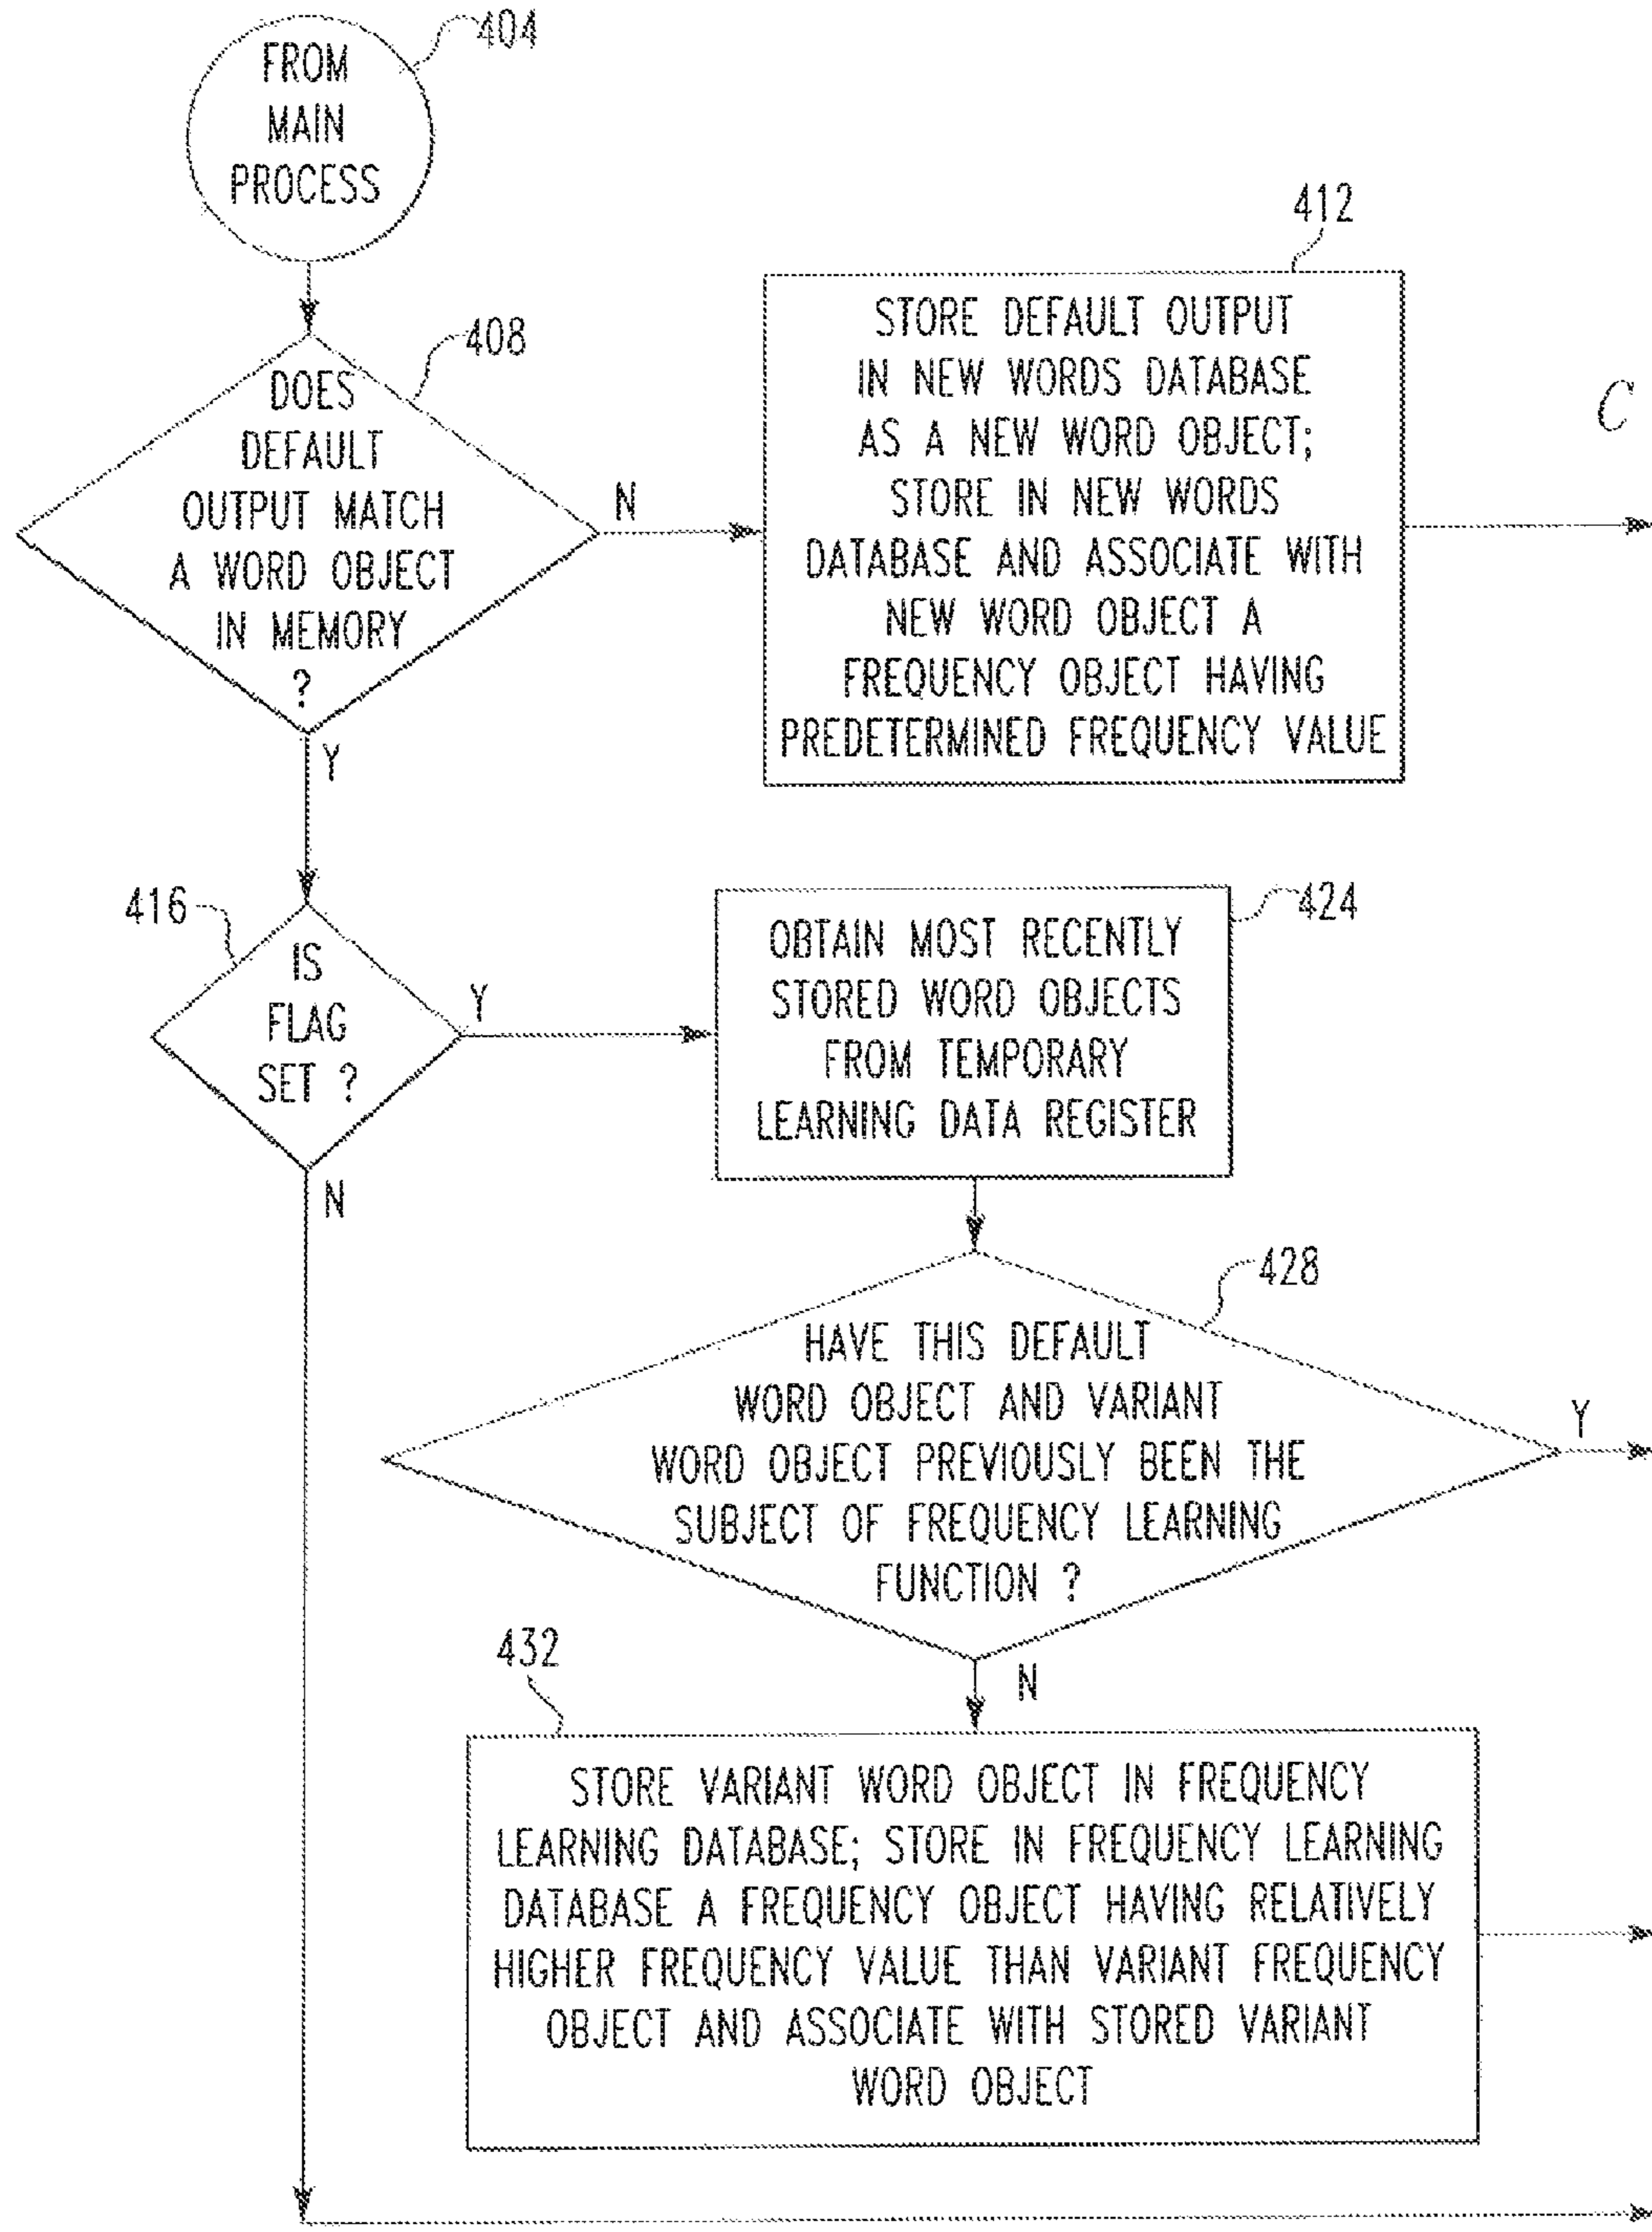 404
FROM
MAIN
PROCESS
408
DOES
DEFAULT
OUTPUT MATCH
A WORD OBJECT
IN MEMORY
?
N
Y
412
STORE DEFAULT OUTPUT
IN NEW WORDS DATABASE
AS A NEW WORD OBJECT;
STORE IN NEW WORDS
DATABASE AND ASSOCIATE WITH
NEW WORD OBJECT A
FREQUENCY OBJECT HAVING
PREDETERMINED FREQUENCY VALUE
C
416
IS
FLAG
SET ?
Y
N
424
OBTAIN MOST RECENTLY
STORED WORD OBJECTS
FROM TEMPORARY
LEARNING DATA REGISTER
428
HAVE THIS DEFAULT
WORD OBJECT AND VARIANT
WORD OBJECT PREVIOUSLY BEEN THE
SUBJECT OF FREQUENCY LEARNING
FUNCTION ?
Y
N
432
STORE VARIANT WORD OBJECT IN FREQUENCY
LEARNING DATABASE; STORE IN FREQUENCY LEARNING
DATABASE A FREQUENCY OBJECT HAVING RELATIVELY
HIGHER FREQUENCY VALUE THAN VARIANT FREQUENCY
OBJECT AND ASSOCIATE WITH STORED VARIANT
WORD OBJECT